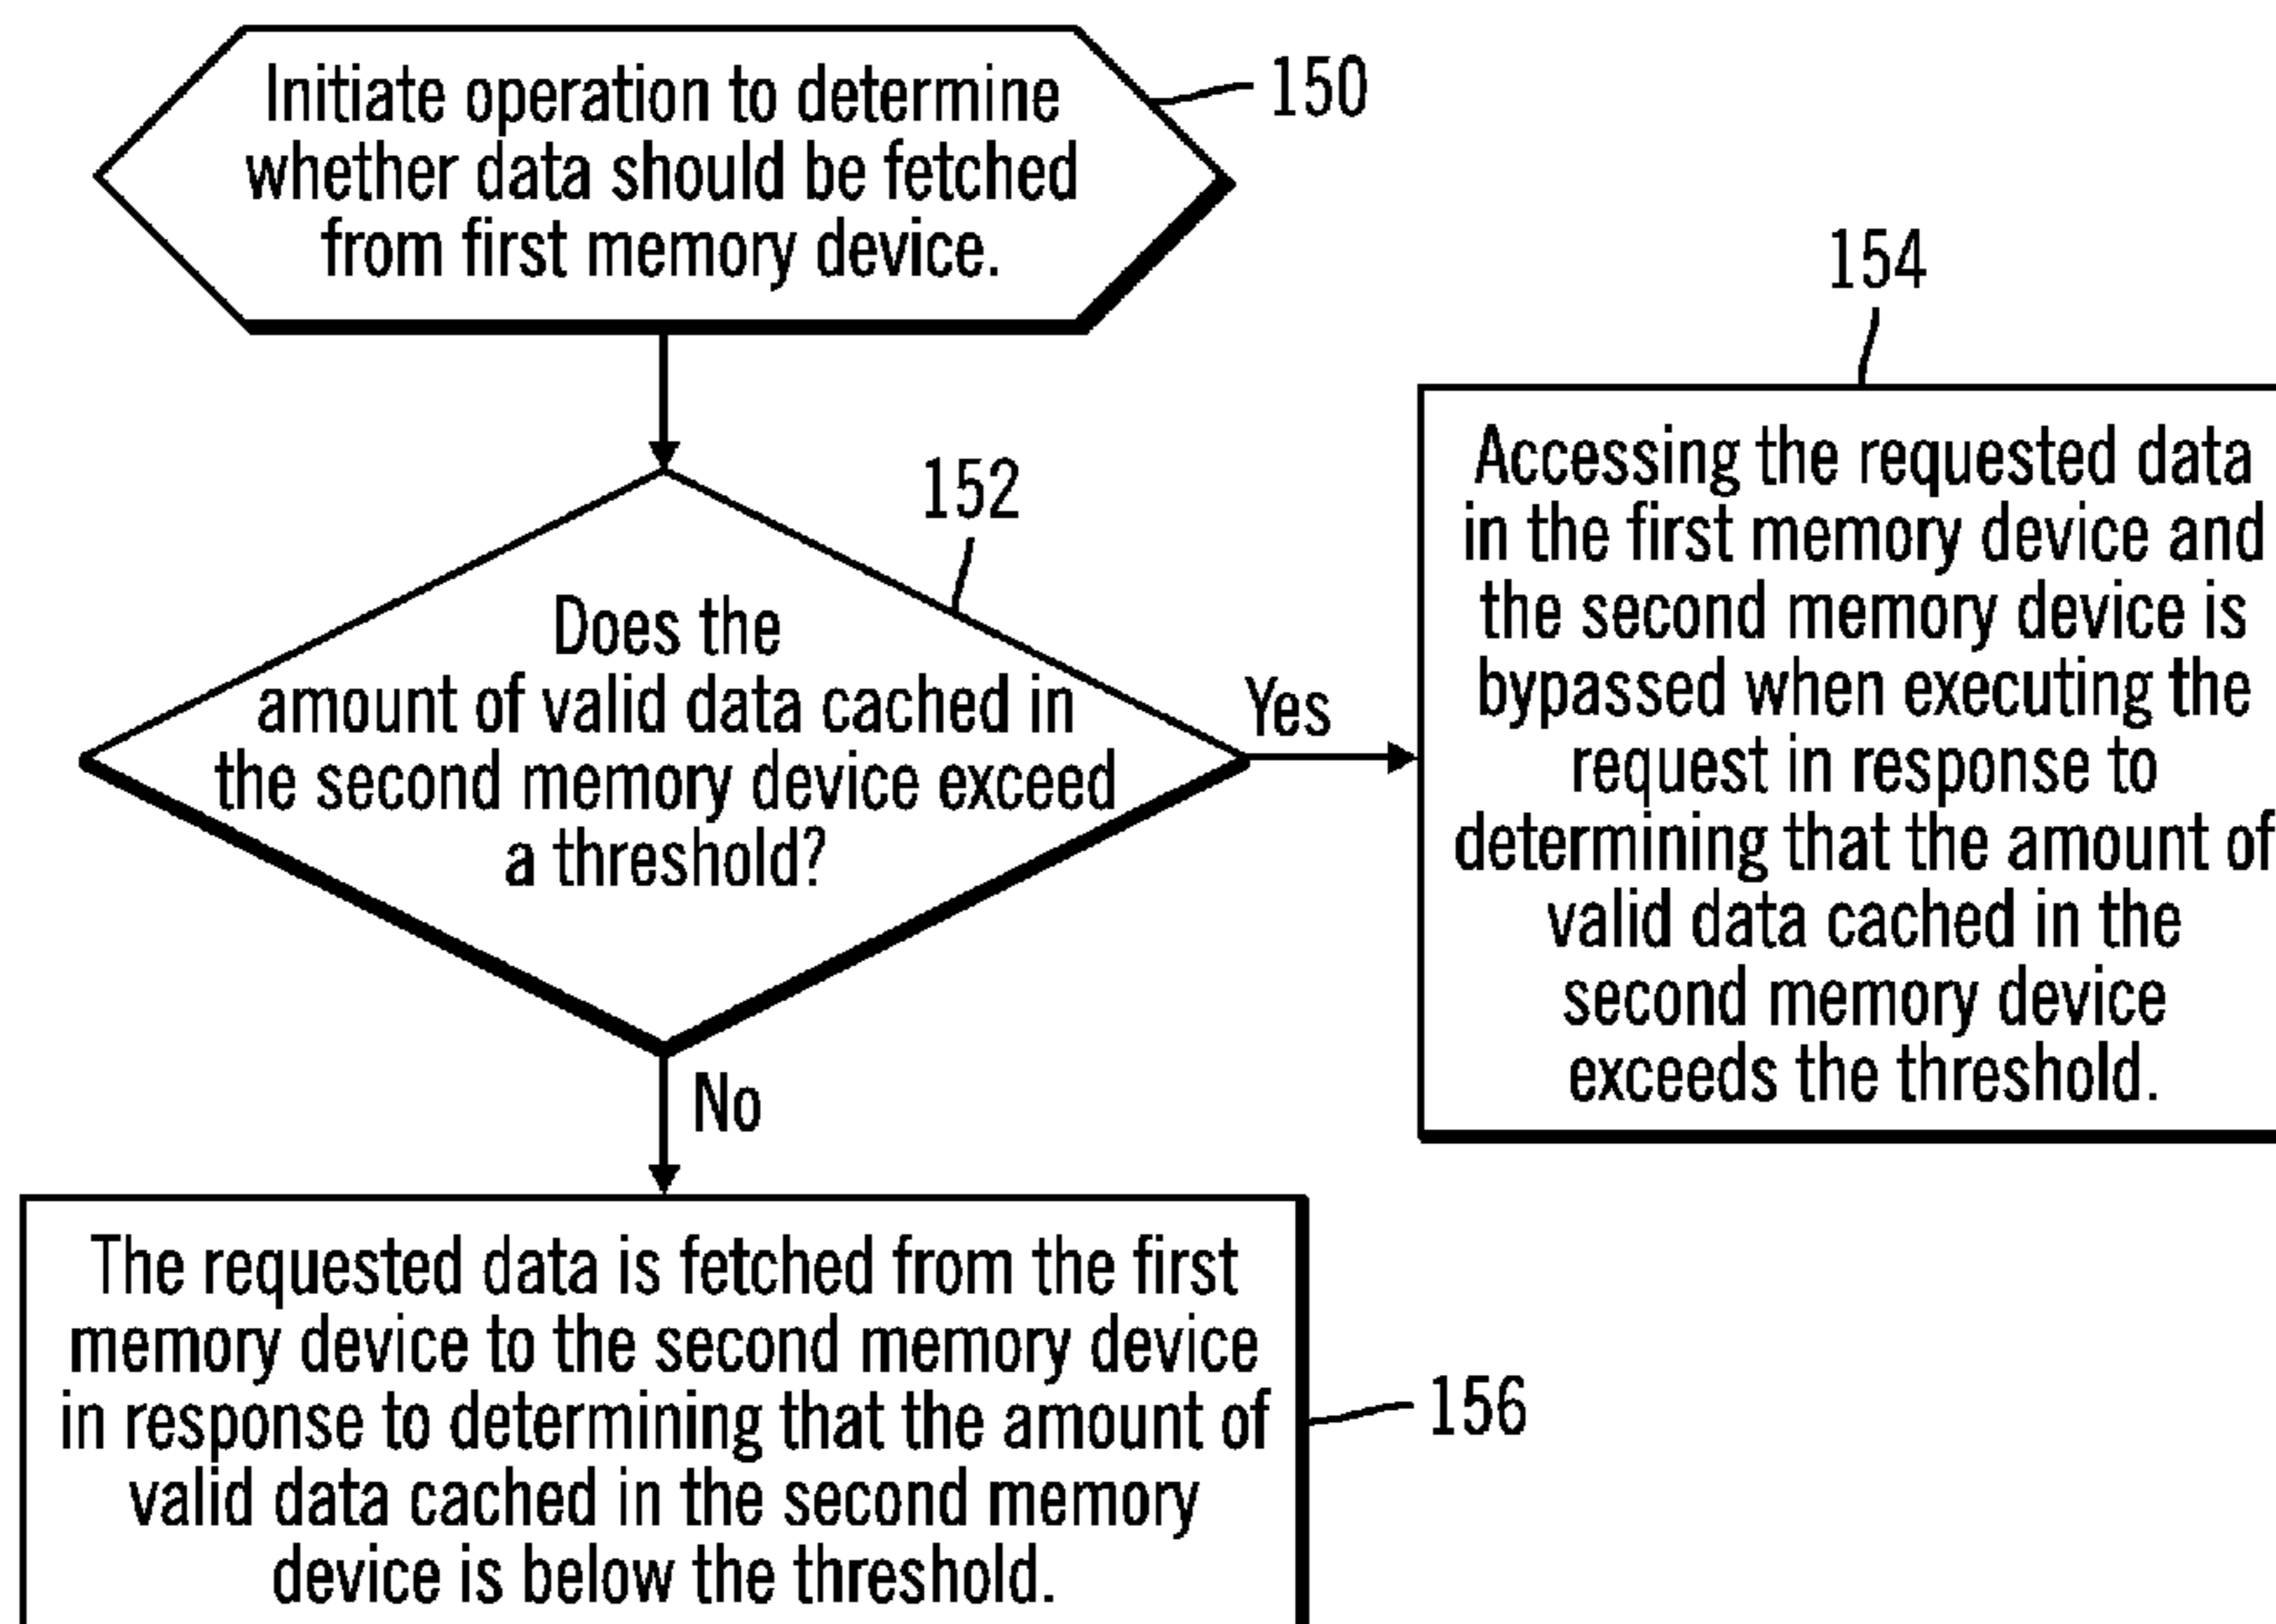 Initiate operation to determine
whether data should be fetched
from first memory device.
150
152
Does the
amount of valid data cached in
the second memory device exceed
a threshold?
Yes
154
Accessing the requested data
in the first memory device and
the second memory device is
bypassed when executing the
request in response to
determining that the amount of
valid data cached in the
second memory device
exceeds the threshold.
No
The requested data is fetched from the first
memory device to the second memory device
in response to determining that the amount of
valid data cached in the second memory
device is below the threshold.
156